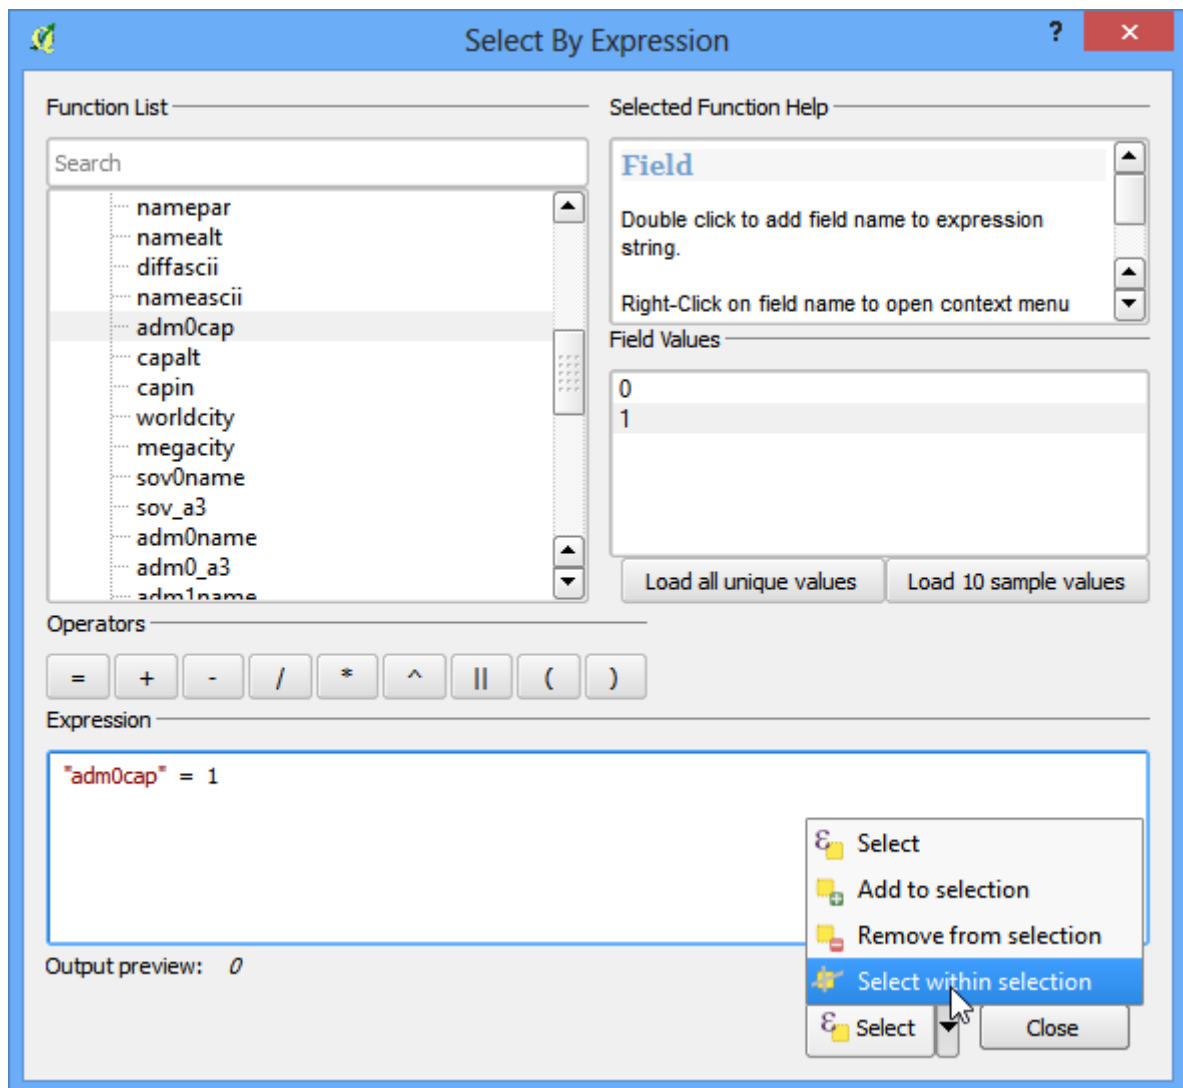 Select By Expression
?
×
Function List
Selected Function Help
Search
Field
namepar
namealt
diffascii
nameascii
adm0cap
capalt
capin
worldcity
megacity
sov0name
sov_a3
adm0name
adm0_a3
adm1name
Double click to add field name to expression
string.
Right-Click on field name to open context menu
Field Values
0
1
Load all unique values
Load 10 sample values
Operators
= + - / * ^ || ( )
Expression
"adm0cap" = 1
Select
Add to selection
Remove from selection
Select within selection
Output preview: 0
Select
Close